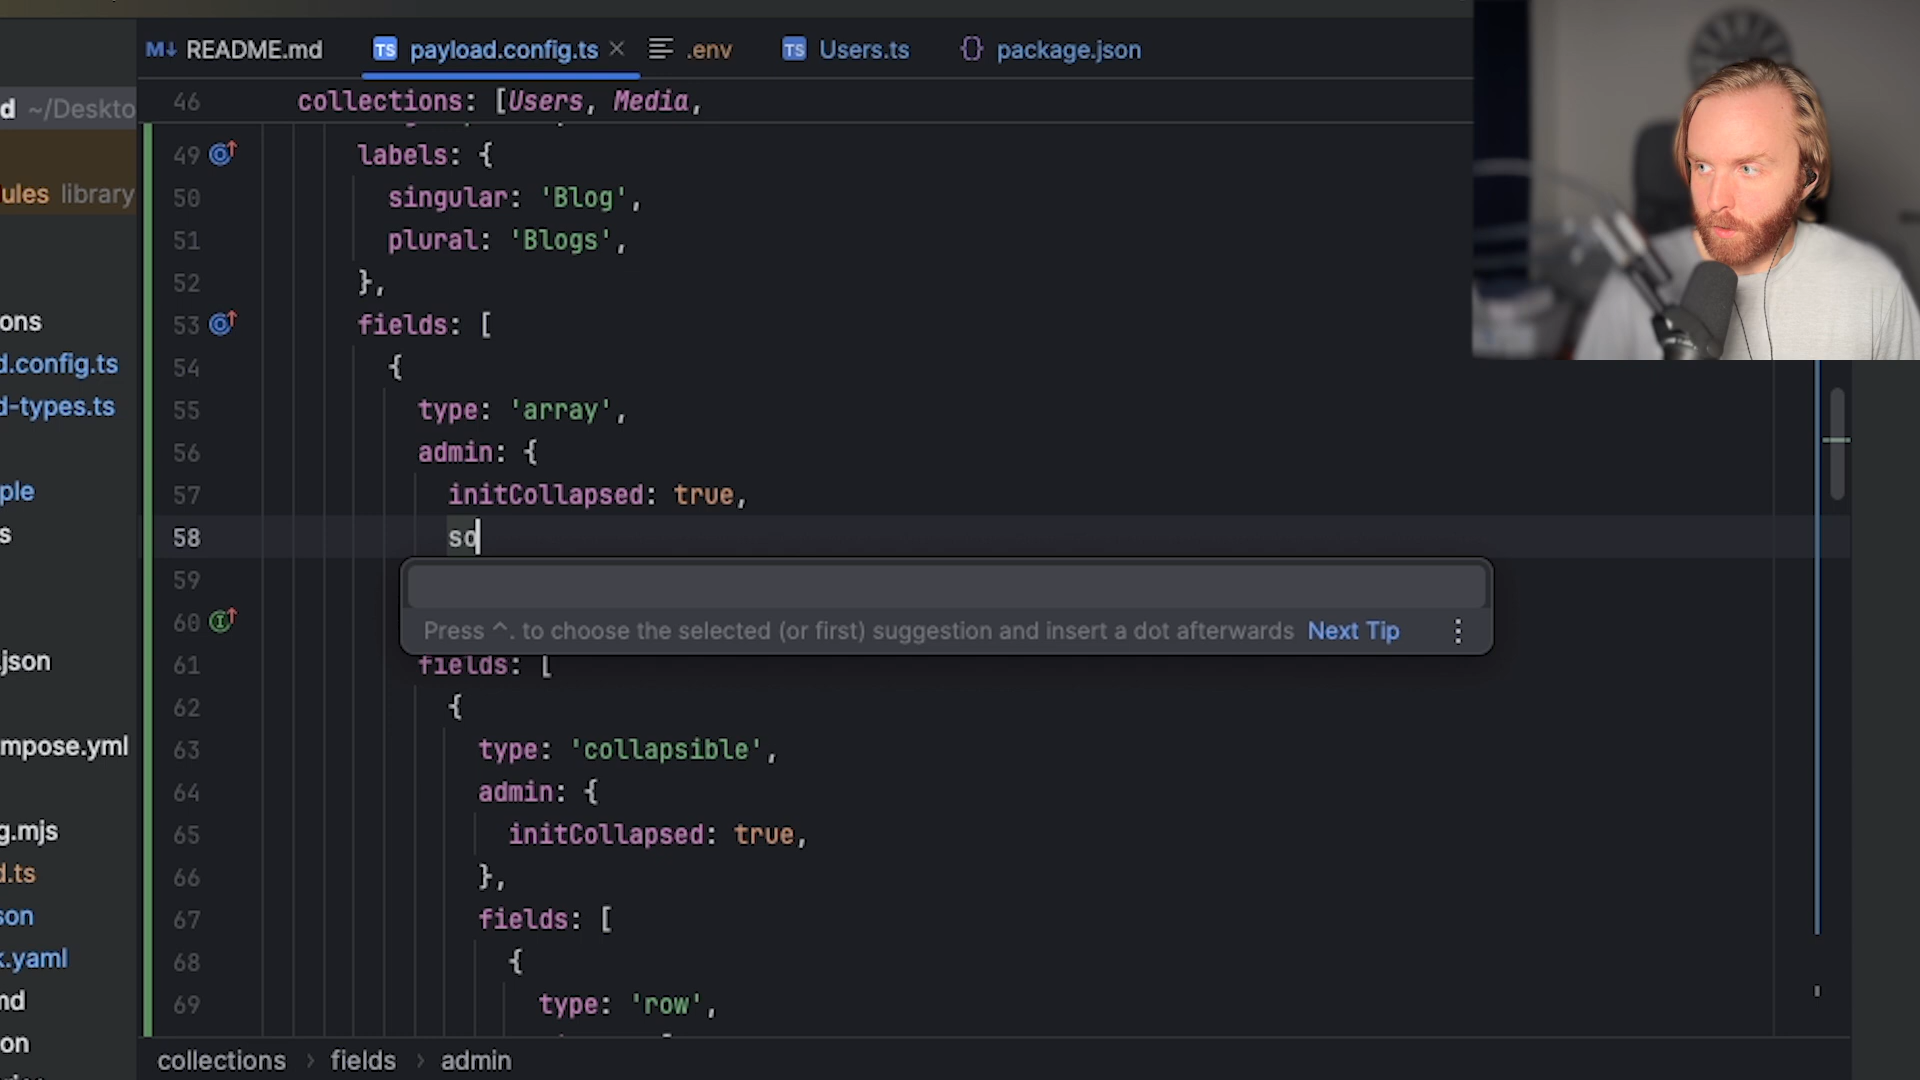 README.md payload.config.ts .env Users.ts package.json
d ~/Deskto
46 collections: [Users, Media,
49 labels: {
ules library
50 singular: 'Blog',
51 plural: 'Blogs',
52 },
ons
53 fields: [
d.config.ts
54 {
d-types.ts
55 type: 'array',
56 admin: {
ple
57 initCollapsed: true,
s
58 so
59
Press ^. to choose the selected (or first) suggestion and insert a dot afterwards Next Tip
60
.json
61 fields: [
62 {
mpose.yml
63 type: 'collapsible',
64 admin: {
g.mjs
65 initCollapsed: true,
d.ts
66 },
son
67 fields: [
k.yaml
68 {
md
69 type: 'row',
on
collections › fields › admin